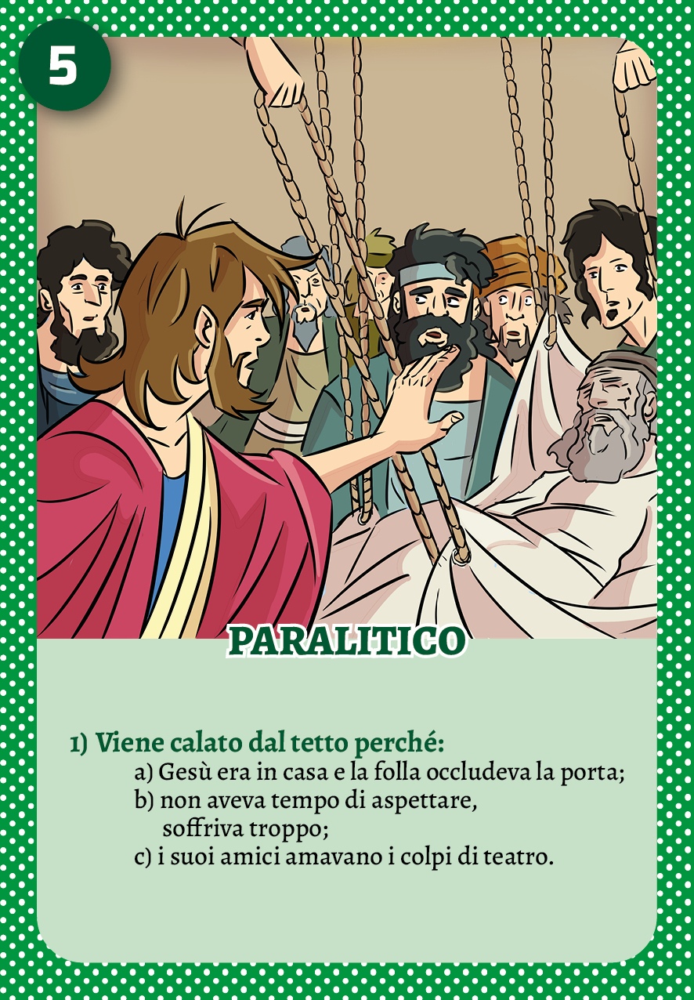 5
PARALITICO
1) Viene calato dal tetto perché:
a) Gesù era in casa e la folla occludeva la porta;
b) non aveva tempo di aspettare,
soffriva troppo;
c) i suoi amici amavano i colpi di teatro.